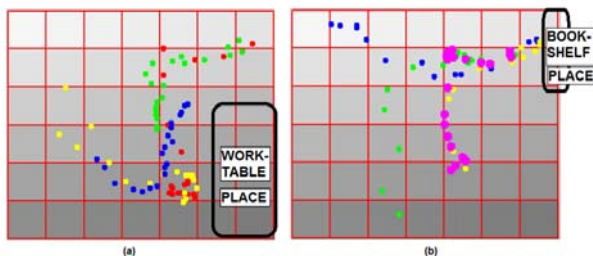 WORK-
TABLE
PLACE
(a)
BOOK-
SHELF
PLACE
(b)